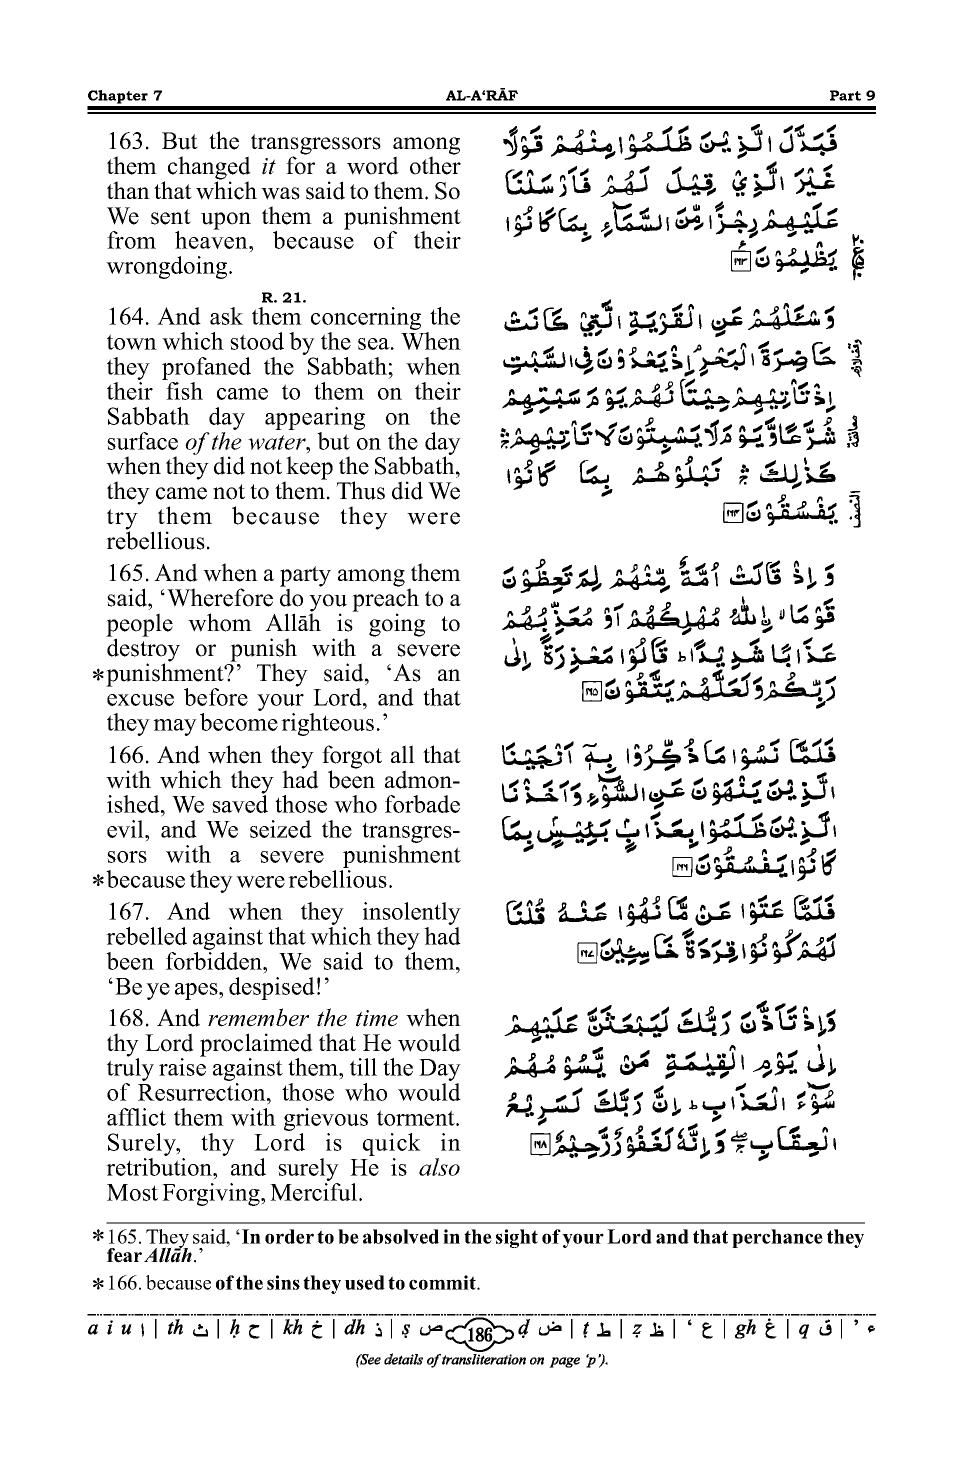 Chapter 7 AL-A‘RĀF Part 9
163. But the transgressors among
them changed it for a word other
than that which was said to them. So
We sent upon them a punishment
from heaven, because of their
wrongdoing.
فَبَدَّلَ الَّذِيْنَ ظَلَمُوْا مِنْهُمْ قَوْلًا
غَيْرَ الَّذِيْ قِيْلَ لَهُمْ فَاَرْسَلْنَا
عَلَيْهِمْ رِجْزًا مِّنَ السَّمَآءِ بِمَا كَانُوْا
يَظْلِمُوْنَ
R. 21.
164. And ask them concerning the
town which stood by the sea. When
they profaned the Sabbath; when
their fish came to them on their
Sabbath day appearing on the
surface of the water, but on the day
when they did not keep the Sabbath,
they came not to them. Thus did We
try them because they were
rebellious.
وَسْـَٔلْهُمْ عَنِ الْقَرْيَةِ الَّتِيْ كَانَتْ
حَاضِرَةَ الْبَحْرِ اِذْ يَعْدُوْنَ فِي السَّبْتِ
اِذْ تَاْتِيْهِمْ حِيْتَانُهُمْ يَوْمَ سَبْتِهِمْ
شُرَّعًا وَّيَوْمَ لَا يَسْبِتُوْنَ لَا تَاْتِيْهِمْ ۛ
كَذٰلِكَ ۛ نَبْلُوْهُمْ بِمَا كَانُوْا
يَفْسُقُوْنَ ۝۱۶۴
معانقة
النصف
165. And when a party among them
said, ‘Wherefore do you preach to a
people whom Allāh is going to
destroy or punish with a severe
*punishment?’ They said, ‘As an
excuse before your Lord, and that
they may become righteous.’
وَاِذْ قَالَتْ اُمَّةٌ مِّنْهُمْ لِمَ تَعِظُوْنَ
قَوْمَا ۙ اِللّٰهُ مُهْلِكُهُمْ اَوْ مُعَذِّبُهُمْ
عَذَابًا شَدِيْدًا ؕ قَالُوْا مَعْذِرَةً اِلٰى
رَبِّكُمْ وَلَعَلَّهُمْ يَتَّقُوْنَ ۝۱۶۵
166. And when they forgot all that
with which they had been admon-
ished, We saved those who forbade
evil, and We seized the transgres-
sors with a severe punishment
*because they were rebellious.
فَلَمَّا نَسُوْا مَا ذُكِّرُوْا بِهٖٓ اَنْجَيْنَا
الَّذِيْنَ يَنْهَوْنَ عَنِ السُّوْٓءِ وَاَخَذْنَا
الَّذِيْنَ ظَلَمُوْا بِعَذَابٍۭ بَئِيْسٍۭ بِمَا
كَانُوْا يَفْسُقُوْنَ ۝۱۶۶
167. And when they insolently
rebelled against that which they had
been forbidden, We said to them,
‘Be ye apes, despised!’
فَلَمَّا عَتَوْا عَنْ مَّا نُهُوْا عَنْهُ قُلْنَا
لَهُمْ كُوْنُوْا قِرَدَةً خَاسِـِٕيْنَ ۝۱۶۷
168. And remember the time when
thy Lord proclaimed that He would
truly raise against them, till the Day
of Resurrection, those who would
afflict them with grievous torment.
Surely, thy Lord is quick in
retribution, and surely He is also
Most Forgiving, Merciful.
وَاِذْ تَاَذَّنَ رَبُّكَ لَيَبْعَثَنَّ عَلَيْهِمْ
اِلٰى يَوْمِ الْقِيٰمَةِ مَنْ يَّسُوْمُهُمْ
سُوْٓءَ الْعَذَابِ ؕ اِنَّ رَبَّكَ لَسَرِيْعُ
الْعِقَابِ ۚۖ وَاِنَّهٗ لَغَفُوْرٌ رَّحِيْمٌ ۝۱۶۸
*165. They said, ‘In order to be absolved in the sight of your Lord and that perchance they
fear Allāh.’
*166. because of the sins they used to commit.
a i u ا | th ث | ḥ ح | kh خ | dh ذ | ṣ ص 186 ḍ ض | ṭ ط | ẓ ظ | ‘ ع | gh غ | q ق | ’ ء
(See details of transliteration on page ‘p’).